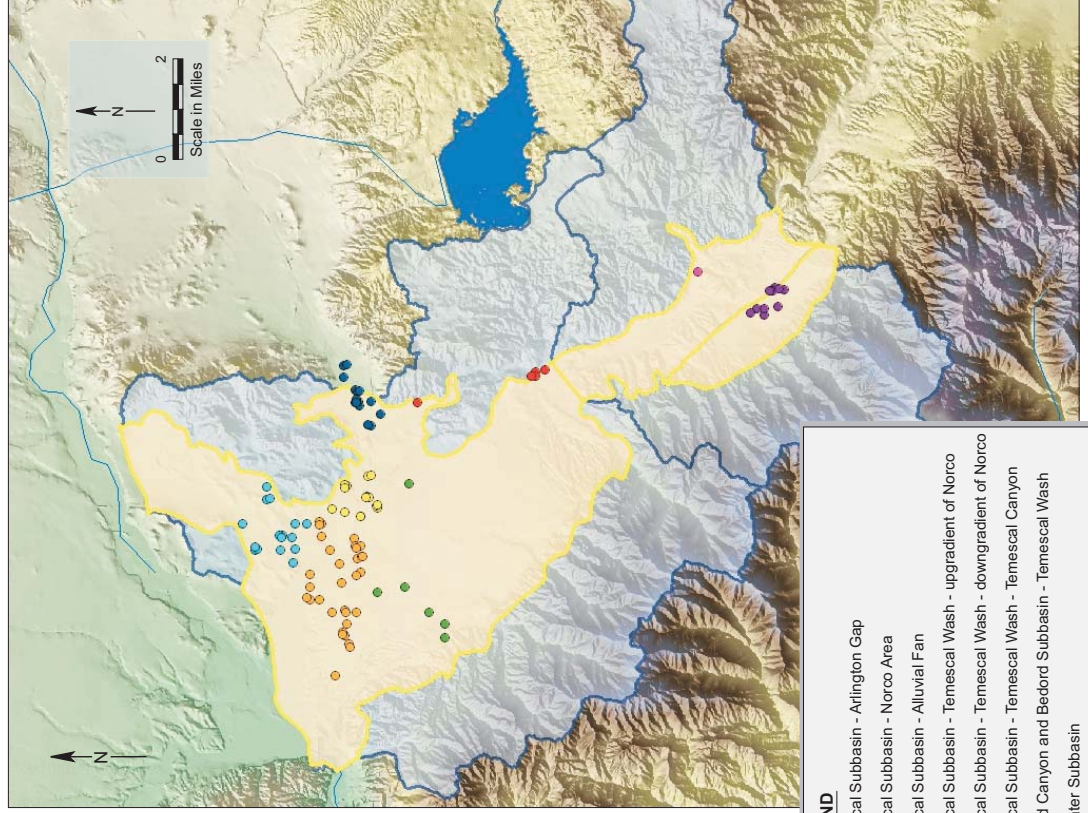 N
0 2
Scale in Miles
N
ND
cal Subbasin - Arlington Gap
cal Subbasin - Norco Area
cal Subbasin - Alluvial Fan
cal Subbasin - Temescal Wash - upgradient of Norco
cal Subbasin - Temescal Wash - downgradient of Norco
cal Subbasin - Temescal Wash - Temescal Canyon
d Canyon and Bedord Subbasin - Temescal Wash
ter Subbasin